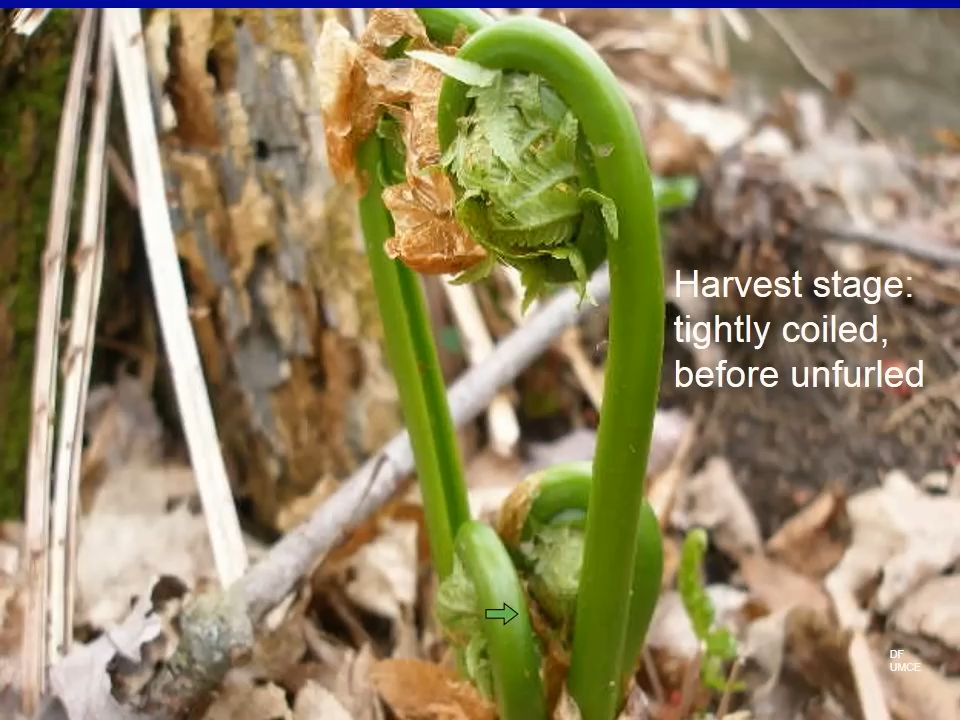 Harvest stage:
tightly coiled,
before unfurled
DF
UMCE